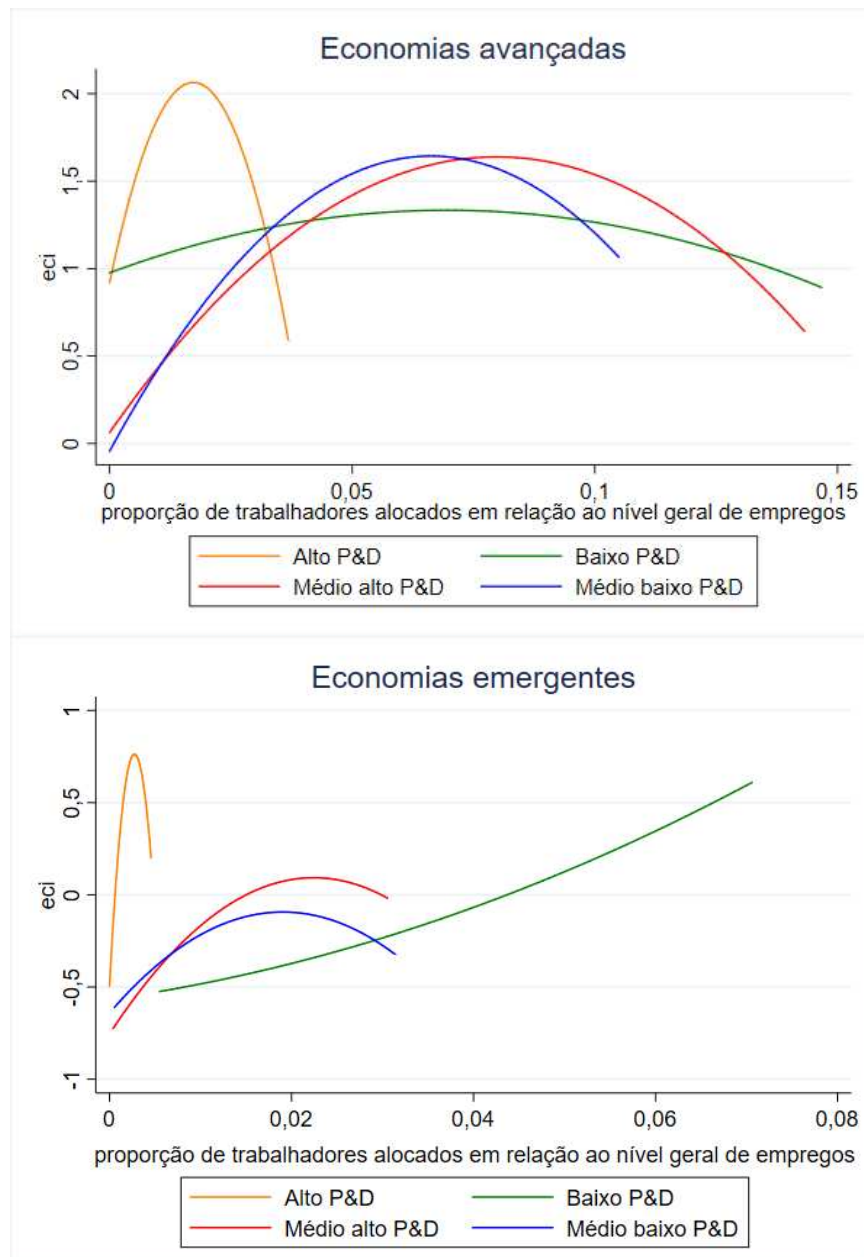 Economias avançadas
eci
2
1,5
1
0,5
0
0 0,05 0,1 0,15
proporção de trabalhadores alocados em relação ao nível geral de empregos
Alto P&D Baixo P&D
Médio alto P&D Médio baixo P&D
Economias emergentes
eci
1
0,5
0
-0,5
-1
0 0,02 0,04 0,06 0,08
proporção de trabalhadores alocados em relação ao nível geral de empregos
Alto P&D Baixo P&D
Médio alto P&D Médio baixo P&D